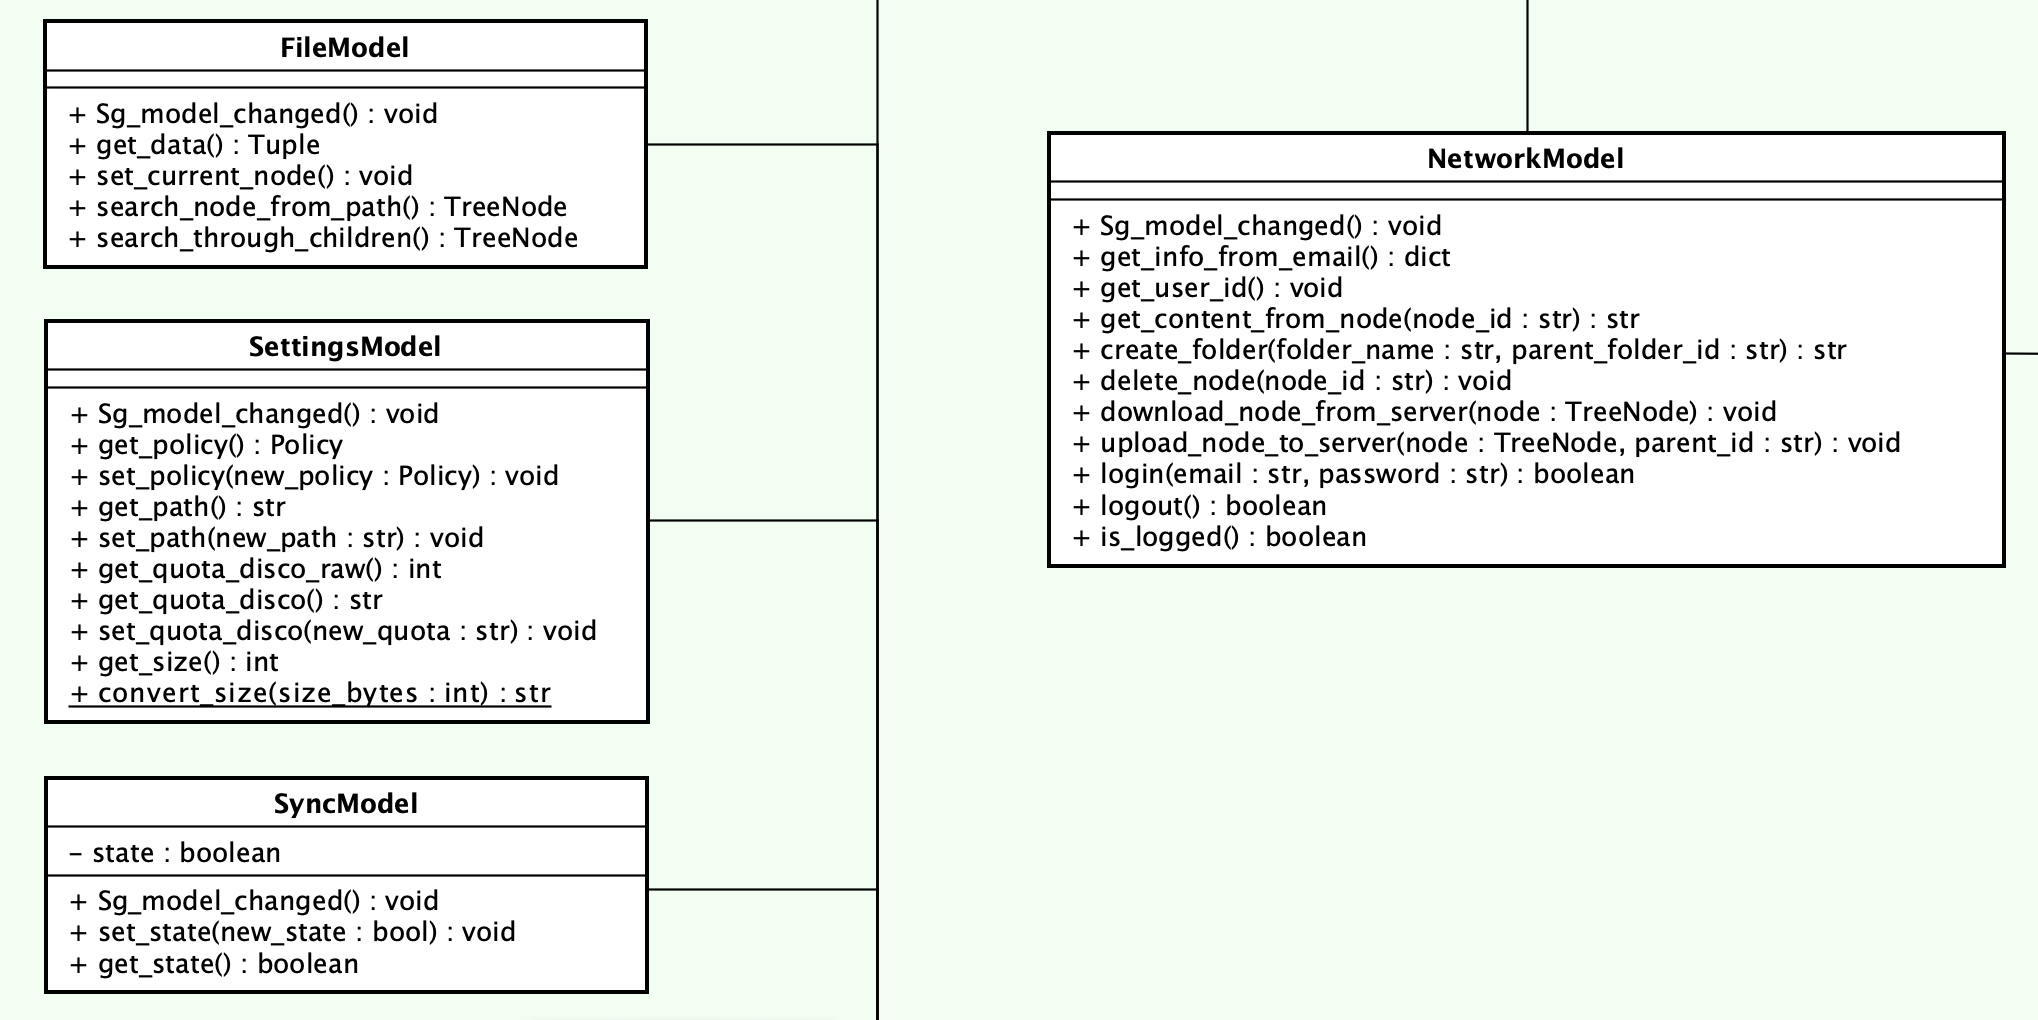 FileModel
+ Sg_model_changed() : void
+ get_data() : Tuple
+ set_current_node() : void
+ search_node_from_path() : TreeNode
+ search_through_children() : TreeNode
SettingsModel
+ Sg_model_changed() : void
+ get_policy() : Policy
+ set_policy(new_policy : Policy) : void
+ get_path() : str
+ set_path(new_path : str) : void
+ get_quota_disco_raw() : int
+ get_quota_disco() : str
+ set_quota_disco(new_quota : str) : void
+ get_size() : int
+ convert_size(size_bytes : int) : str
SyncModel
- state : boolean
+ Sg_model_changed() : void
+ set_state(new_state : bool) : void
+ get_state() : boolean
NetworkModel
+ Sg_model_changed() : void
+ get_info_from_email() : dict
+ get_user_id() : void
+ get_content_from_node(node_id : str) : str
+ create_folder(folder_name : str, parent_folder_id : str) : str
+ delete_node(node_id : str) : void
+ download_node_from_server(node : TreeNode) : void
+ upload_node_to_server(node : TreeNode, parent_id : str) : void
+ login(email : str, password : str) : boolean
+ logout() : boolean
+ is_logged() : boolean